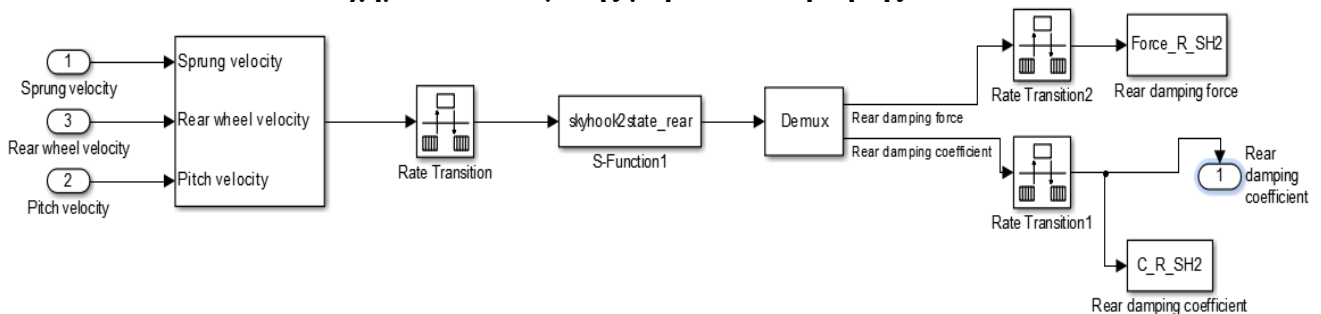 1
Sprung velocity
3
Rear wheel velocity
2
Pitch velocity
Sprung velocity
Rear wheel velocity
Pitch velocity
Rate Transition
skyhook2state_rear
S-Function1
Demux
Rear damping force
Rear damping coefficient
Rate Transition2
Force_R_SH2
Rear damping force
Rate Transition1
1
Rear
damping
coefficient
C_R_SH2
Rear damping coefficient